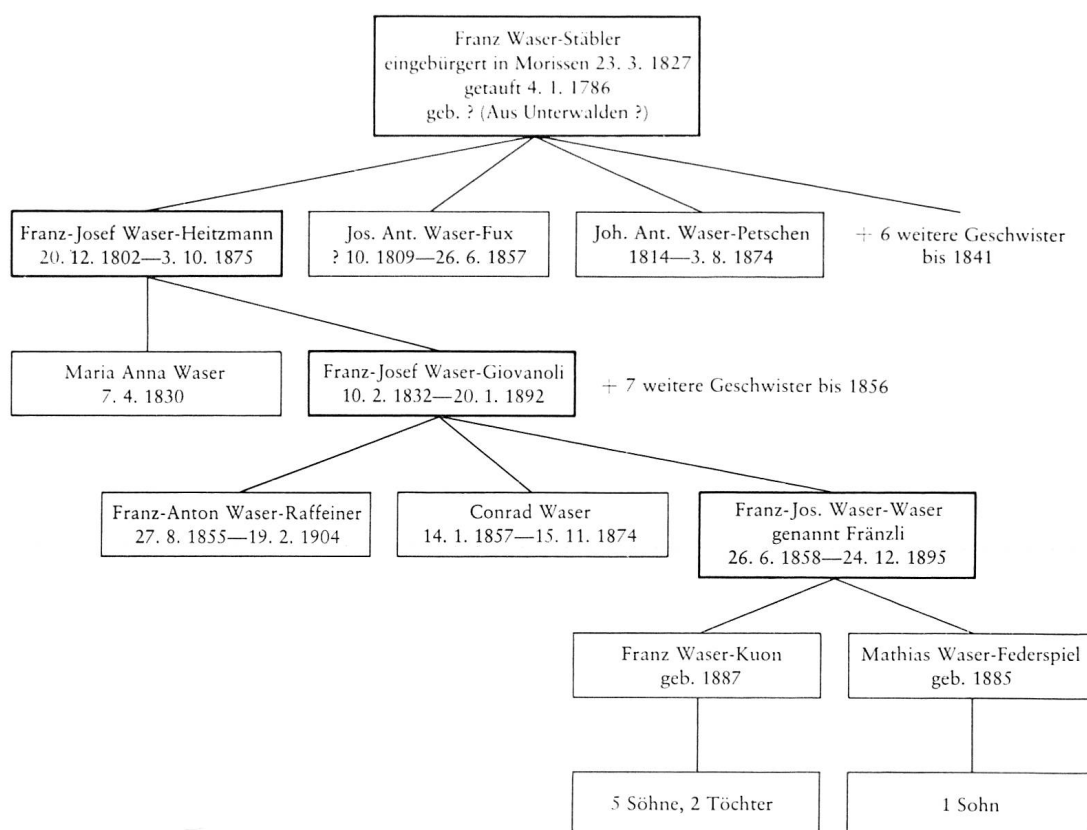 Franz Waser-Stäbler
eingebürgert in Morissen 23. 3. 1827
getauft 4. 1. 1786
geb. ? (Aus Unterwalden ?)
Franz-Josef Waser-Heitzmann
20. 12. 1802—3. 10. 1875
Jos. Ant. Waser-Fux
? 10. 1809—26. 6. 1857
Joh. Ant. Waser-Petschen
1814—3. 8. 1874
+ 6 weitere Geschwister
bis 1841
Maria Anna Waser
7. 4. 1830
Franz-Josef Waser-Giovanoli
10. 2. 1832—20. 1. 1892
+ 7 weitere Geschwister bis 1856
Franz-Anton Waser-Raffeiner
27. 8. 1855—19. 2. 1904
Conrad Waser
14. 1. 1857—15. 11. 1874
Franz-Jos. Waser-Waser
genannt Fränzli
26. 6. 1858—24. 12. 1895
Franz Waser-Kuon
geb. 1887
Mathias Waser-Federspiel
geb. 1885
5 Söhne, 2 Töchter
1 Sohn